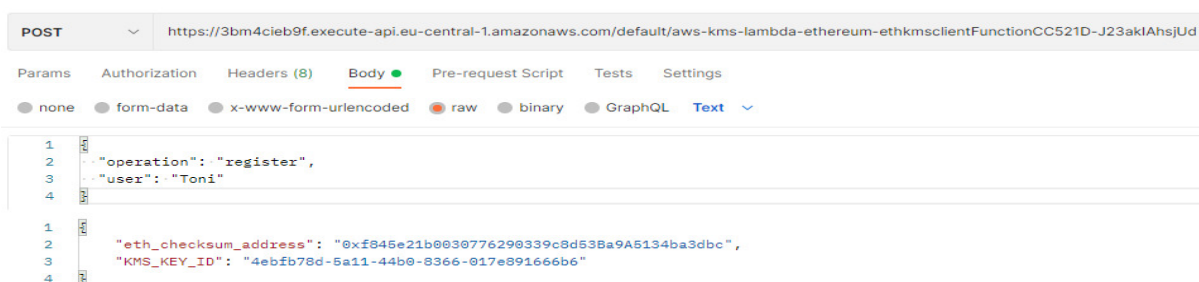 POST https://3bm4cieb9f.execute-api.eu-central-1.amazonaws.com/default/aws-kms-lambda-ethereum-ethkmsclientFunctionCC521D-J23aklAhsjUd
Params Authorization Headers (8) Body Pre-request Script Tests Settings
none form-data x-www-form-urlencoded raw binary GraphQL Text
1 {
2 "operation": "register",
3 "user": "Toni"
4 }
1 {
2 "eth_checksum_address": "0xf845e21b0030776290339c8d53Ba9A5134ba3dbc",
3 "KMS_KEY_ID": "4ebfb78d-5a11-44b0-8366-017e891666b6"
4 }